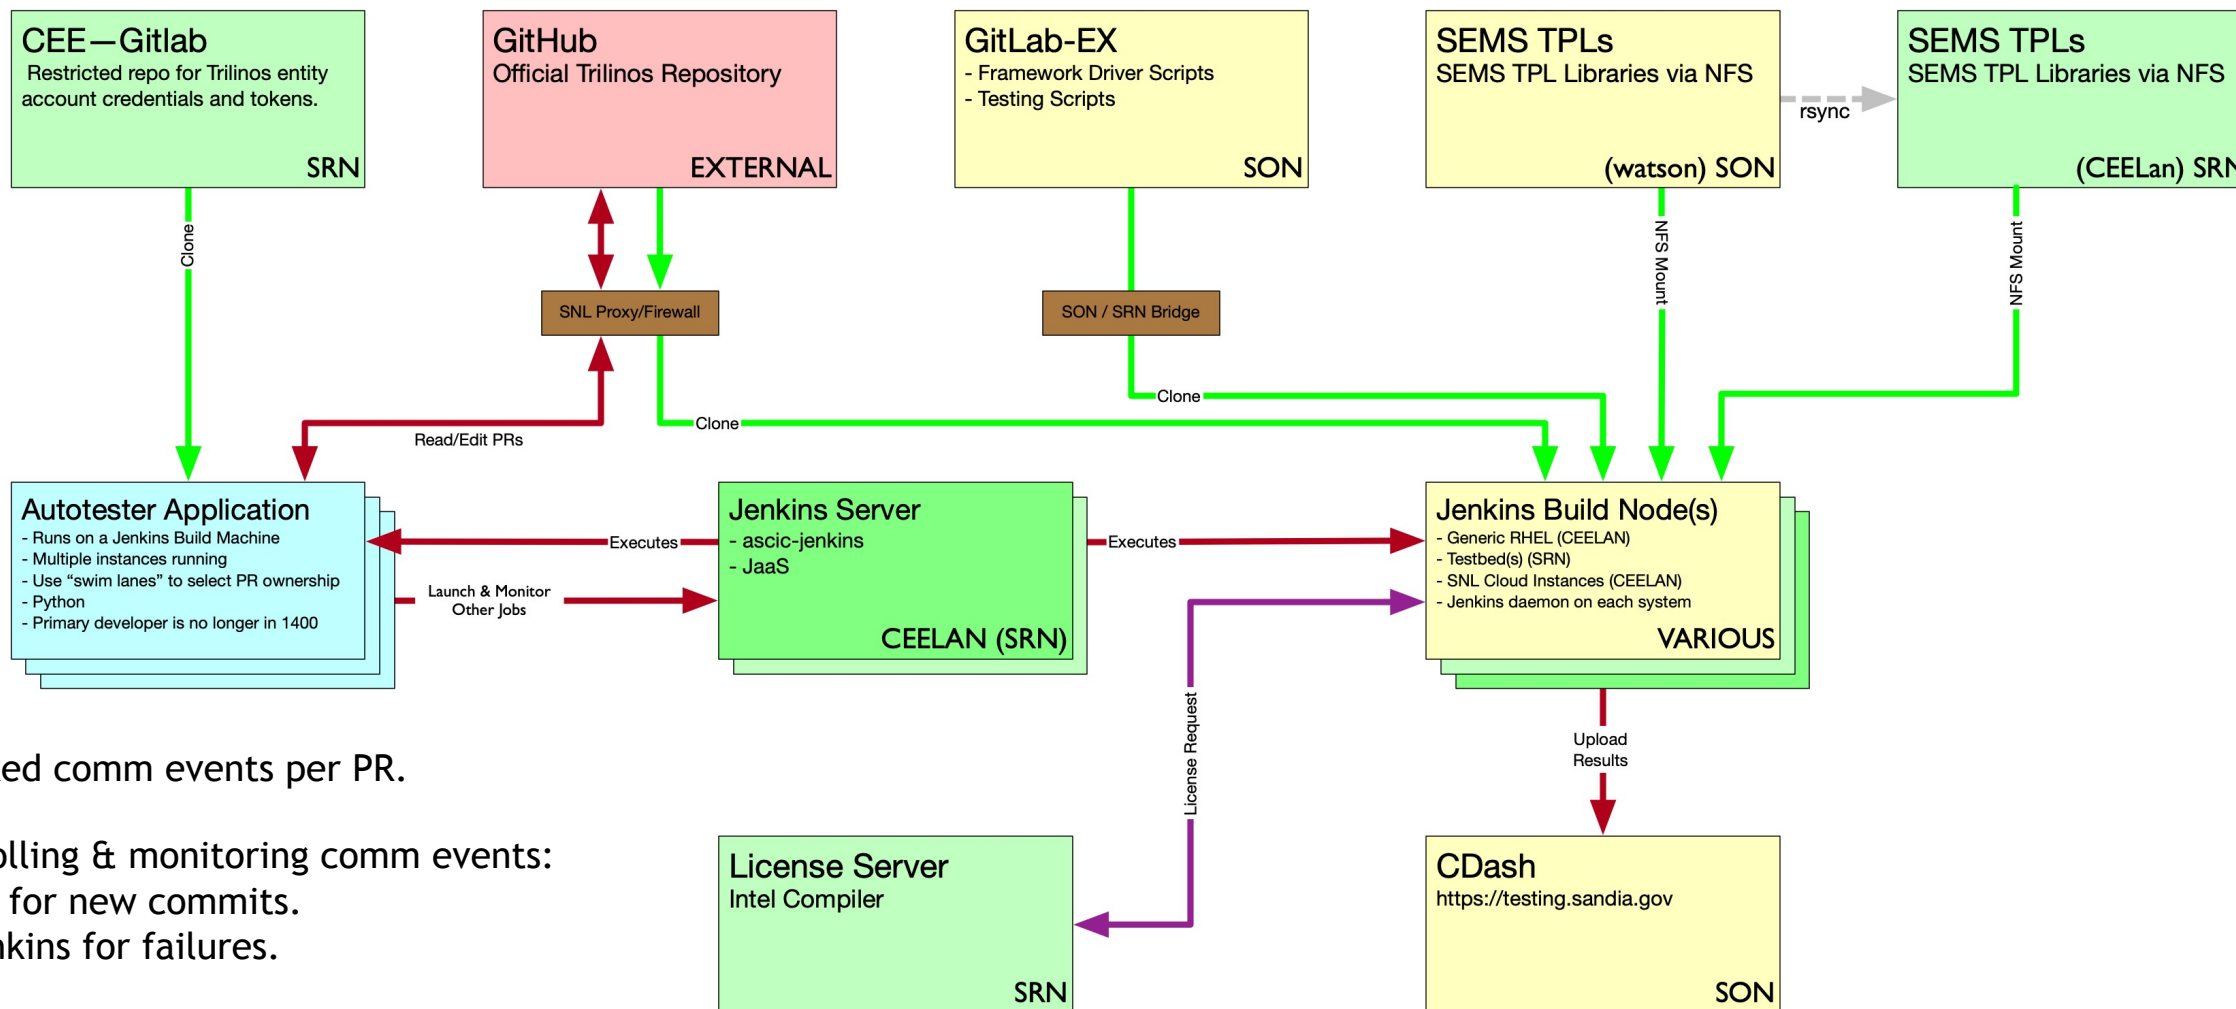 CEE—Gitlab
Restricted repo for Trilinos entity
account credentials and tokens.
SRN
GitHub
Official Trilinos Repository
EXTERNAL
GitLab-EX
- Framework Driver Scripts
- Testing Scripts
SON
SEMS TPLs
SEMS TPL Libraries via NFS
(watson) SON
rsync
SEMS TPLs
SEMS TPL Libraries via NFS
(CEELan) SRN
Clone
SNL Proxy/Firewall
SON / SRN Bridge
NFS Mount
NFS Mount
Read/Edit PRs
Clone
Clone
Autotester Application
- Runs on a Jenkins Build Machine
- Multiple instances running
- Use “swim lanes” to select PR ownership
- Python
- Primary developer is no longer in 1400
Executes
Launch & Monitor
Other Jobs
Jenkins Server
- ascic-jenkins
- JaaS
CEELAN (SRN)
Executes
Jenkins Build Node(s)
- Generic RHEL (CEELAN)
- Testbed(s) (SRN)
- SNL Cloud Instances (CEELAN)
- Jenkins daemon on each system
VARIOUS
License Request
Upload
Results
comm events per PR.
& monitoring comm events:
for new commits.
for failures.
License Server
Intel Compiler
SRN
CDash
https://testing.sandia.gov
SON